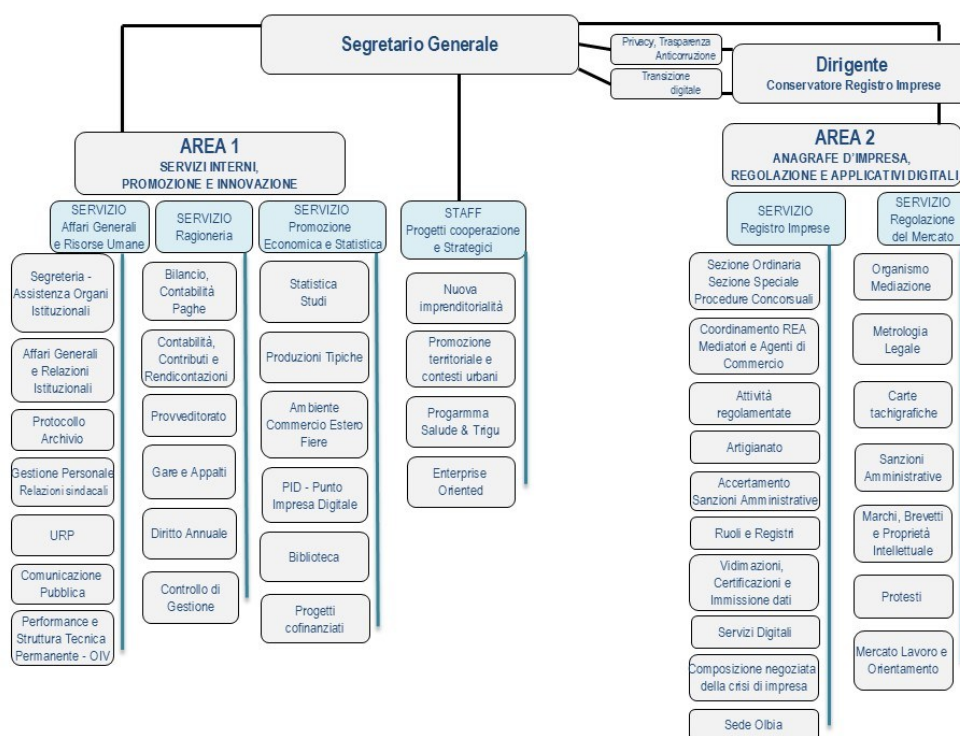 Segretario Generale
Privacy, Trasparenza
Anticorruzione
Transizione
digitale
Dirigente
Conservatore Registro Imprese
AREA 1
SERVIZI INTERNI,
PROMOZIONE E INNOVAZIONE
AREA 2
ANAGRAFE D'IMPRESA,
REGOLAZIONE E APPLICATIVI DIGITALI
SERVIZIO
Affari Generali
e Risorse Umane
Segreteria -
Assistenza Organi
Istituzionali
Affari Generali
e Relazioni
Istituzionali
Protocollo
Archivio
Gestione Personale
Relazioni sindacali
URP
Comunicazione
Pubblica
Performance e
Struttura Tecnica
Permanente - OIV
SERVIZIO
Ragioneria
Bilancio,
Contabilità
Paghe
Contabilità,
Contributi e
Rendicontazioni
Provveditorato
Gare e Appalti
Diritto Annuale
Controllo di
Gestione
SERVIZIO
Promozione
Economica e Statistica
Statistica
Studi
Produzioni Tipiche
Ambiente
Commercio Estero
Fiere
PID - Punto
Impresa Digitale
Biblioteca
Progetti
cofinanziati
STAFF
Progetti cooperazione
e Strategici
Nuova
imprenditorialità
Promozione
territoriale e
contesti urbani
Progarmma
Salude & Trigu
Enterprise
Oriented
SERVIZIO
Registro Imprese
Sezione Ordinaria
Sezione Speciale
Procedure Concorsuali
Coordinamento REA
Mediatori e Agenti di
Commercio
Attività
regolamentate
Artigianato
Accertamento
Sanzioni Amministrative
Ruoli e Registri
Vidimazioni,
Certificazioni e
Immissione dati
Servizi Digitali
Composizione negoziata
della crisi di impresa
Sede Olbia
SERVIZIO
Regolazione
del Mercato
Organismo
Mediazione
Metrologia
Legale
Carte
tachigrafiche
Sanzioni
Amministrative
Marchi, Brevetti
e Proprietà
Intellettuale
Protesti
Mercato Lavoro e
Orientamento